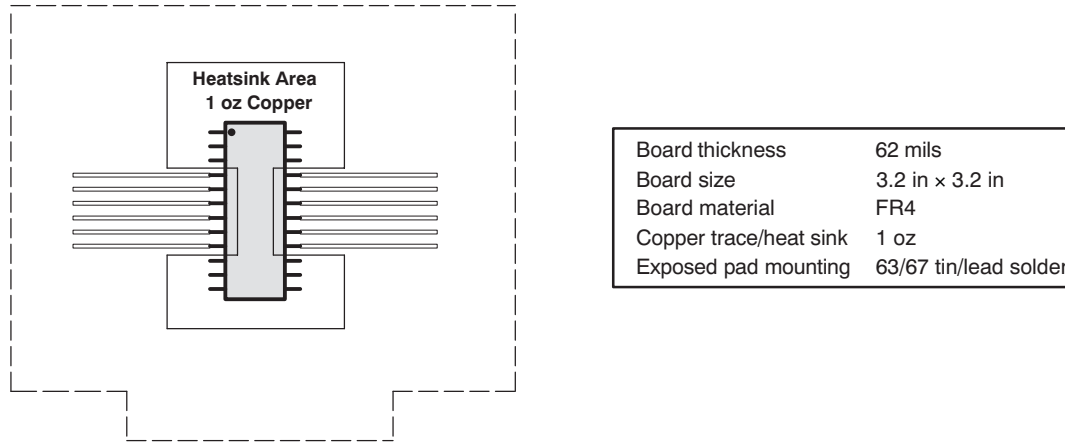 Heatsink Area
1 oz Copper
Board thickness 62 mils
Board size 3.2 in × 3.2 in
Board material FR4
Copper trace/heat sink 1 oz
Exposed pad mounting 63/67 tin/lead solder